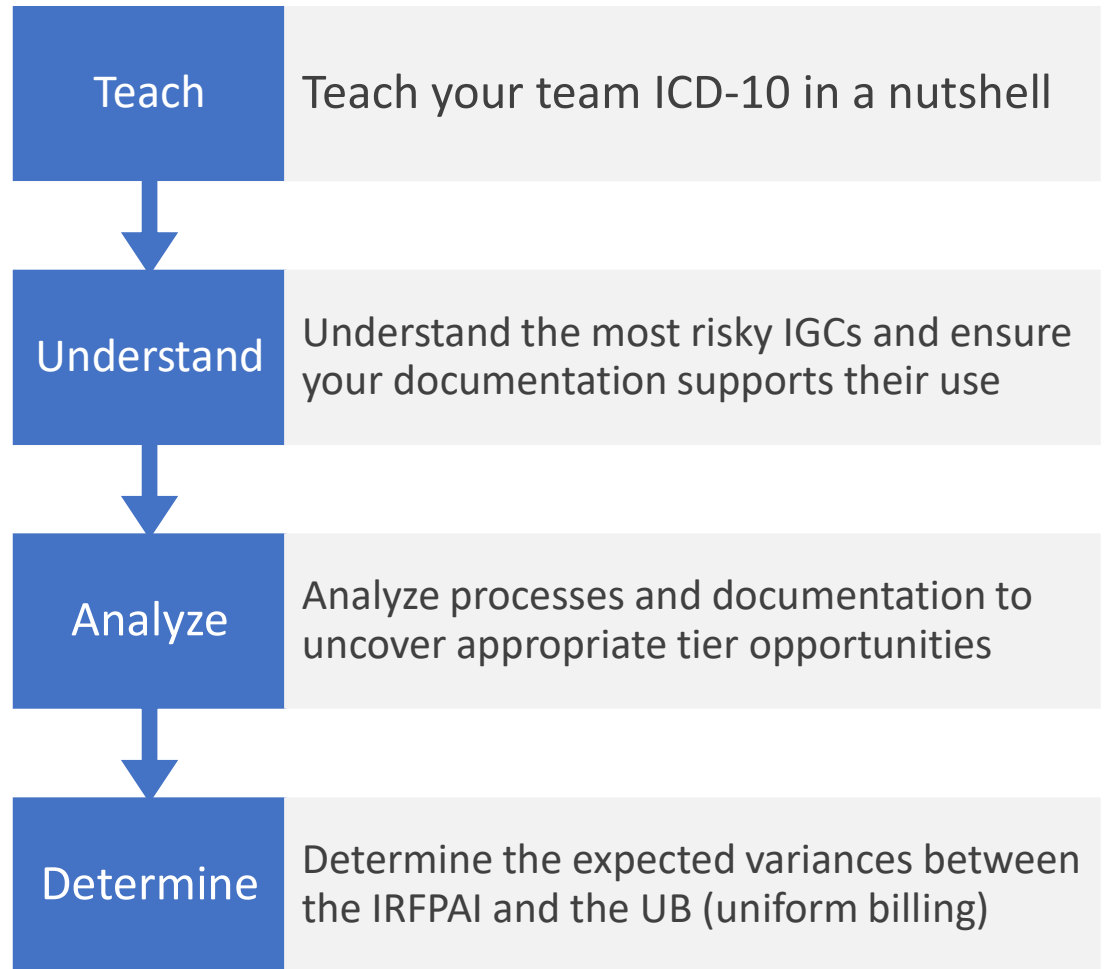 Teach
Teach your team ICD-10 in a nutshell
Understand
Understand the most risky IGCs and ensure
your documentation supports their use
Analyze
Analyze processes and documentation to
uncover appropriate tier opportunities
Determine
Determine the expected variances between
the IRFPAI and the UB (uniform billing)